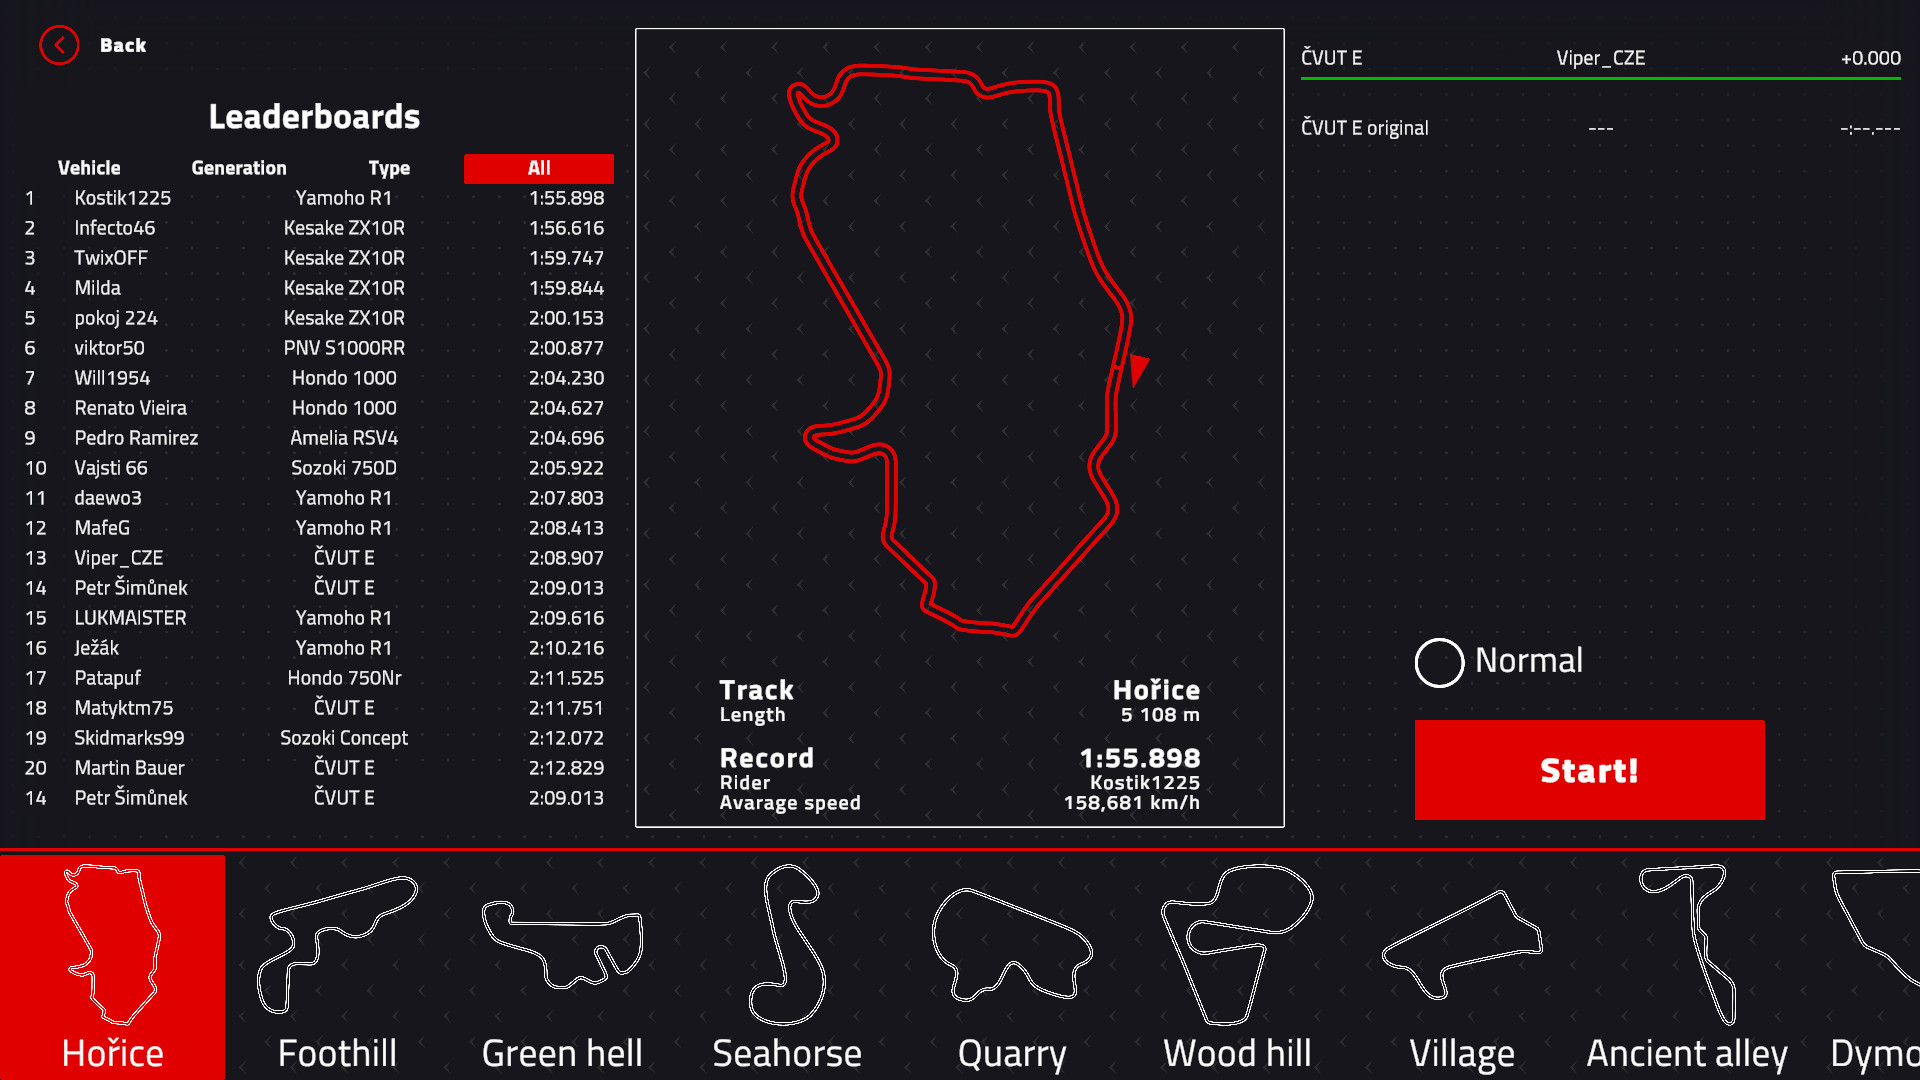 Back
Leaderboards
Vehicle Generation Type All
1 Kostik1225 Yamoho R1 1:55.898
2 Infecto46 Kesake ZX10R 1:56.616
3 TwixOFF Kesake ZX10R 1:59.747
4 Milda Kesake ZX10R 1:59.844
5 pokoj 224 Kesake ZX10R 2:00.153
6 viktor50 PNV S1000RR 2:00.877
7 Will1954 Hondo 1000 2:04.230
8 Renato Vieira Hondo 1000 2:04.627
9 Pedro Ramirez Amelia RSV4 2:04.696
10 Vajsti 66 Sozoki 750D 2:05.922
11 daewo3 Yamoho R1 2:07.803
12 MafeG Yamoho R1 2:08.413
13 Viper_CZE ČVUT E 2:08.907
14 Petr Šimůnek ČVUT E 2:09.013
15 LUKMAISTER Yamoho R1 2:09.616
16 Ježák Yamoho R1 2:10.216
17 Patapuf Hondo 750Nr 2:11.525
18 Matyktm75 ČVUT E 2:11.751
19 Skidmarks99 Sozoki Concept 2:12.072
20 Martin Bauer ČVUT E 2:12.829
14 Petr Šimůnek ČVUT E 2:09.013
Track Hořice
Length 5 108 m
Record 1:55.898
Rider Kostik1225
Avarage speed 158,681 km/h
ČVUT E Viper_CZE +0.000
ČVUT E original --- -:--.---
Normal
Start!
Hořice Foothill Green hell Seahorse Quarry Wood hill Village Ancient alley Dymo